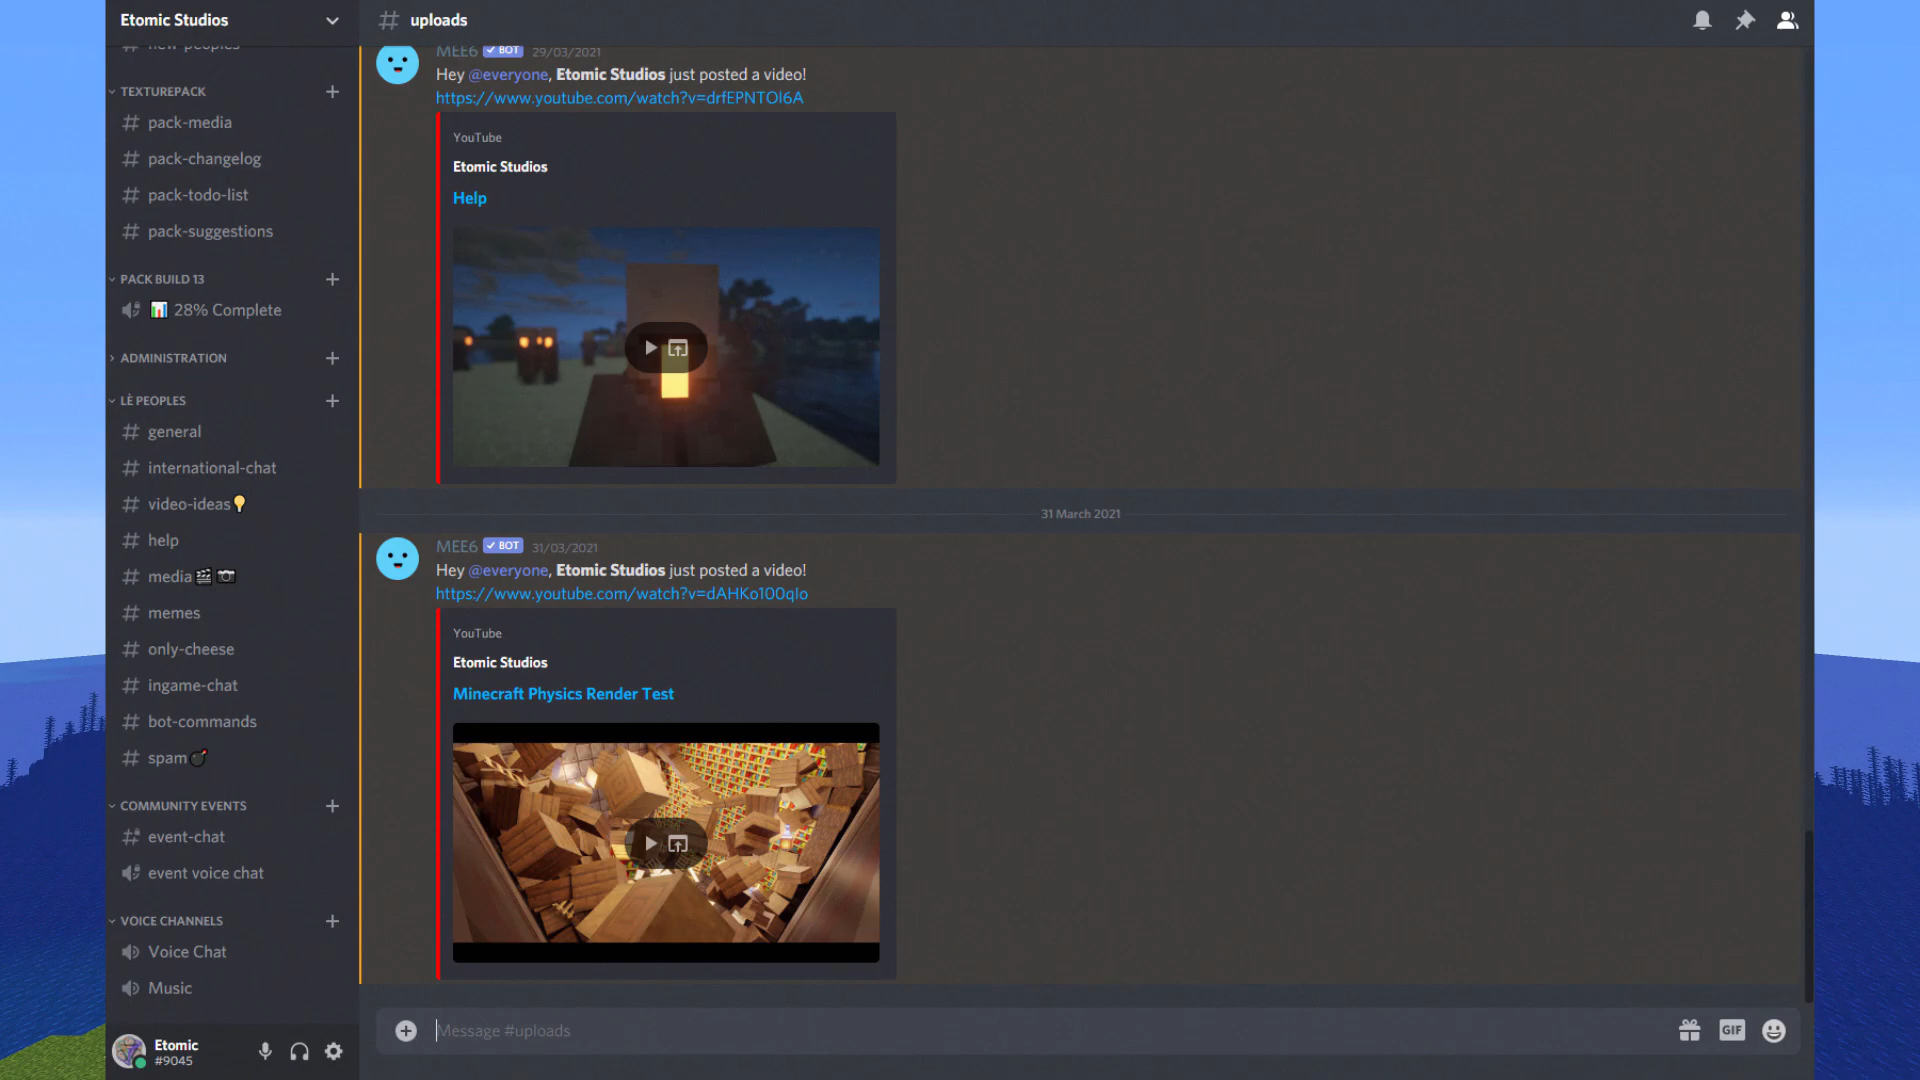 Etomic Studios
new-peoples
TEXTUREPACK
pack-media
pack-changelog
pack-todo-list
pack-suggestions
PACK BUILD 13
28% Complete
ADMINISTRATION
LÈ PEOPLES
general
international-chat
video-ideas
help
media
memes
only-cheese
ingame-chat
bot-commands
spam
COMMUNITY EVENTS
event-chat
event voice chat
VOICE CHANNELS
Voice Chat
Music
Etomic
#9045
uploads
MEE6 BOT 29/03/2021
Hey @everyone, Etomic Studios just posted a video!
https://www.youtube.com/watch?v=drfEPNTOI6A
YouTube
Etomic Studios
Help
31 March 2021
MEE6 BOT 31/03/2021
Hey @everyone, Etomic Studios just posted a video!
https://www.youtube.com/watch?v=dAHKo100qIo
YouTube
Etomic Studios
Minecraft Physics Render Test
Message #uploads
GIF